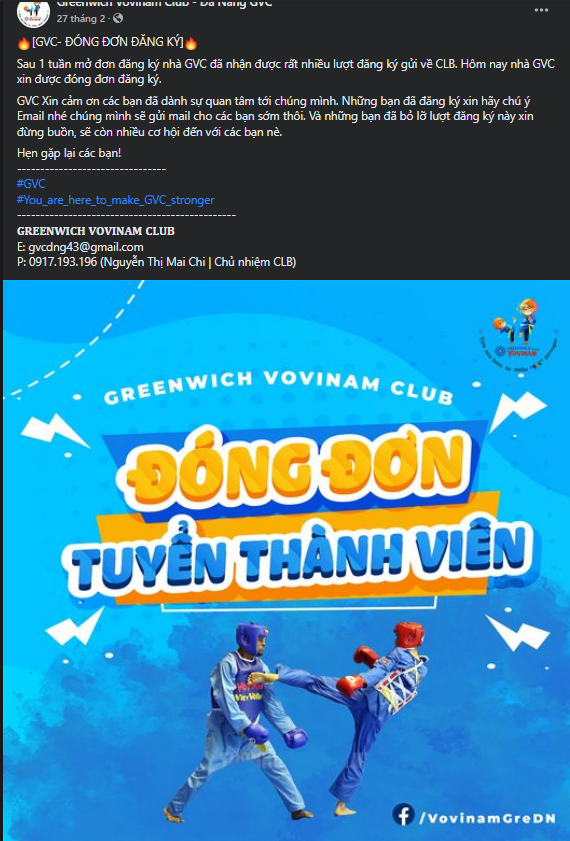 Greenwich Vovinam Club - Da Nang GVC
27 tháng 2 ·
🔥[GVC- ĐÓNG ĐƠN ĐĂNG KÝ]🔥
Sau 1 tuần mở đơn đăng ký nhà GVC đã nhận được rất nhiều lượt đăng ký gửi về CLB. Hôm nay nhà GVC
xin được đóng đơn đăng ký.
GVC Xin cảm ơn các bạn đã dành sự quan tâm tới chúng mình. Những bạn đã đăng ký xin hãy chú ý
Email nhé chúng mình sẽ gửi mail cho các bạn sớm thôi. Và những bạn đã bỏ lỡ lượt đăng ký này xin
đừng buồn, sẽ còn nhiều cơ hội đến với các bạn nè.
Hẹn gặp lại các bạn!
--------------------------------
#GVC
#You_are_here_to_make_GVC_stronger
-----------------------------------------------
GREENWICH VOVINAM CLUB
E: gvcdng43@gmail.com
P: 0917.193.196 (Nguyễn Thị Mai Chi | Chủ nhiệm CLB)
VOVINAM
GREENWICH VOVINAM CLUB
ĐÓNG ĐƠN
TUYỂN THÀNH VIÊN
/VovinamGreDN